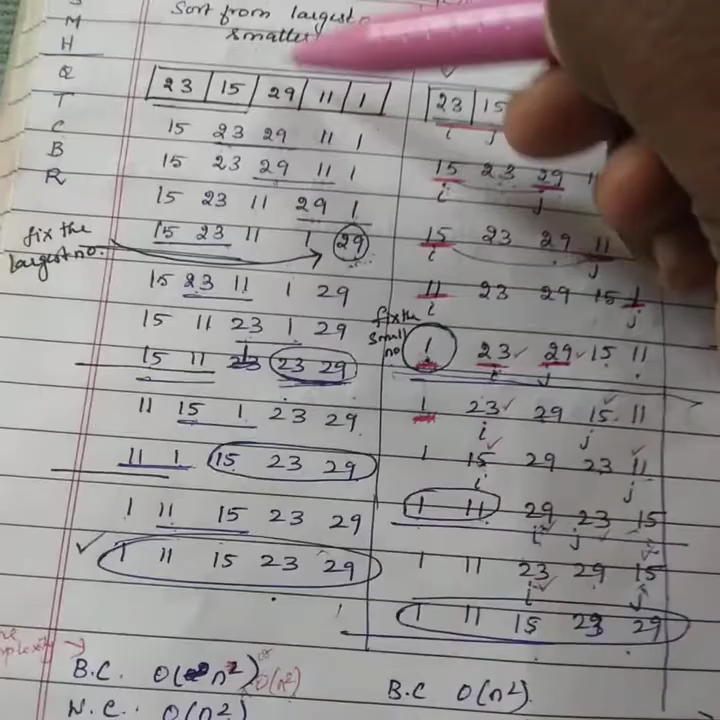 M
H
Q
T
C
B
R
Sort from largest
smaller
23 15 29 11 1
15 23 29 11 1
15 23 29 11 1
15 23 11 29 1
15 23 11 1 29
fix the
largest no.
15 23 11 1 29
15 11 23 1 29
15 11 1 23 29
11 15 1 23 29
11 1 15 23 29
1 11 15 23 29
1 11 15 23 29
B.C. O(n²) O(n²)
N.C. : O(n²)
23 15
i j
15 23 29 1
i j
15 23 29 11
i j
11 23 29 15 1
j
fix the
small
no
1 23 29 15 11
i j
1 23 29 15 11
i j
1 15 29 23 11
i j
1 11 29 23 15
i j
1 11 23 29 15
i j
1 11 15 29 29
B.C O(n²)